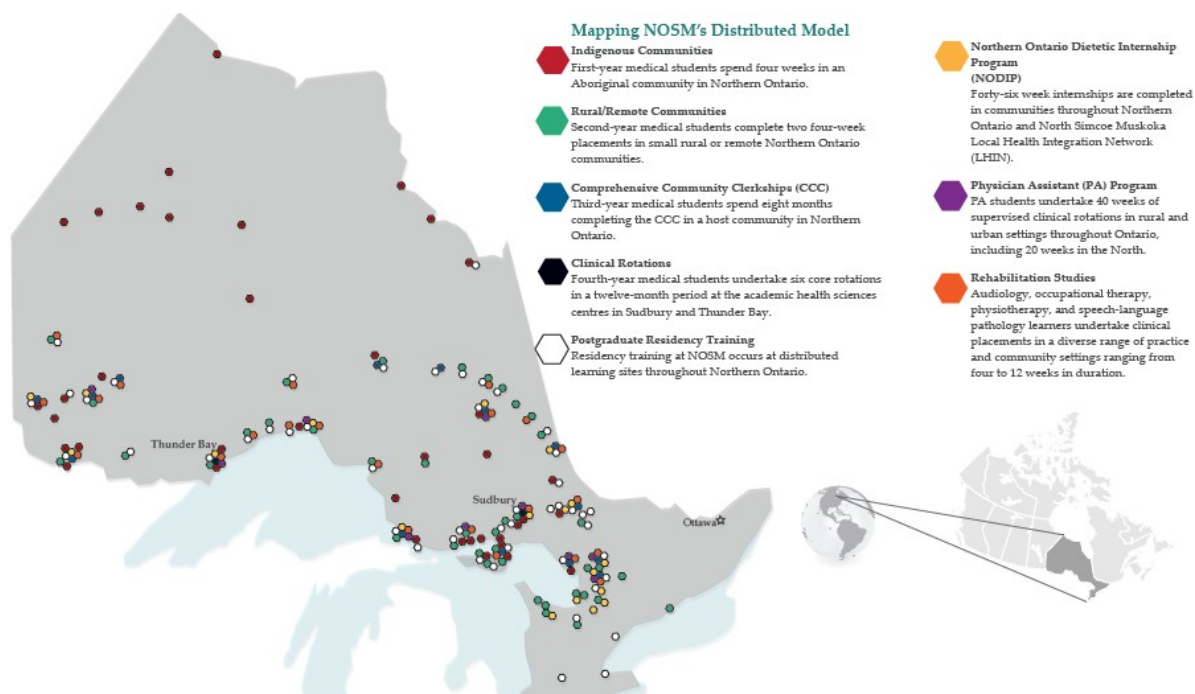 Mapping NOSM's Distributed Model
Indigenous Communities
First-year medical students spend four weeks in an
Aboriginal community in Northern Ontario.
Rural/Remote Communities
Second-year medical students complete two four-week
placements in small rural or remote Northern Ontario
communities.
Comprehensive Community Clerkships (CCC)
Third-year medical students spend eight months
completing the CCC in a host community in Northern
Ontario.
Clinical Rotations
Fourth-year medical students undertake six core rotations
in a twelve-month period at the academic health sciences
centres in Sudbury and Thunder Bay.
Postgraduate Residency Training
Residency training at NOSM occurs at distributed
learning sites throughout Northern Ontario.
Northern Ontario Dietetic Internship
Program
(NODIP)
Forty-six week internships are completed
in communities throughout Northern
Ontario and North Simcoe Muskoka
Local Health Integration Network
(LHIN).
Physician Assistant (PA) Program
PA students undertake 40 weeks of
supervised clinical rotations in rural and
urban settings throughout Ontario,
including 20 weeks in the North.
Rehabilitation Studies
Audiology, occupational therapy,
physiotherapy, and speech-language
pathology learners undertake clinical
placements in a diverse range of practice
and community settings ranging from
four to 12 weeks in duration.
Thunder Bay
Sudbury
Ottawa